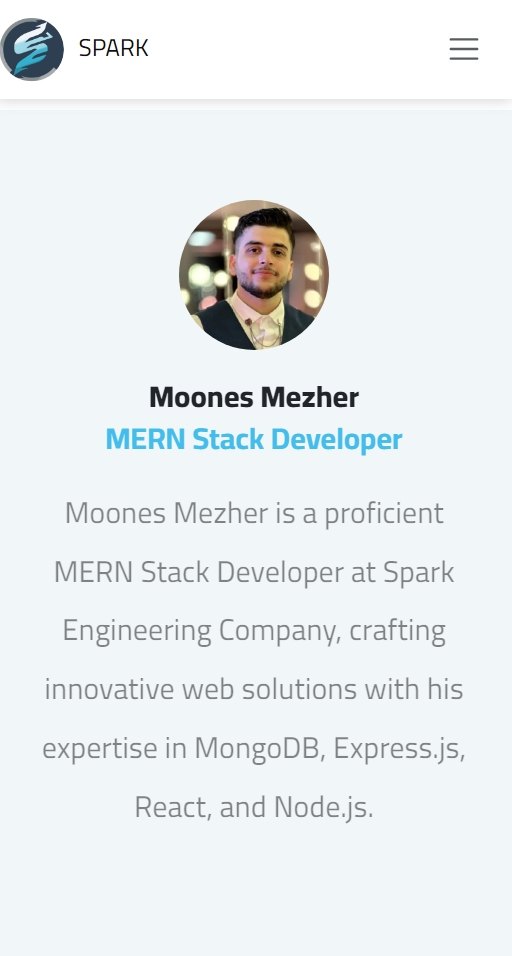 SPARK
Moones Mezher
MERN Stack Developer
Moones Mezher is a proficient
MERN Stack Developer at Spark
Engineering Company, crafting
innovative web solutions with his
expertise in MongoDB, Express.js,
React, and Node.js.